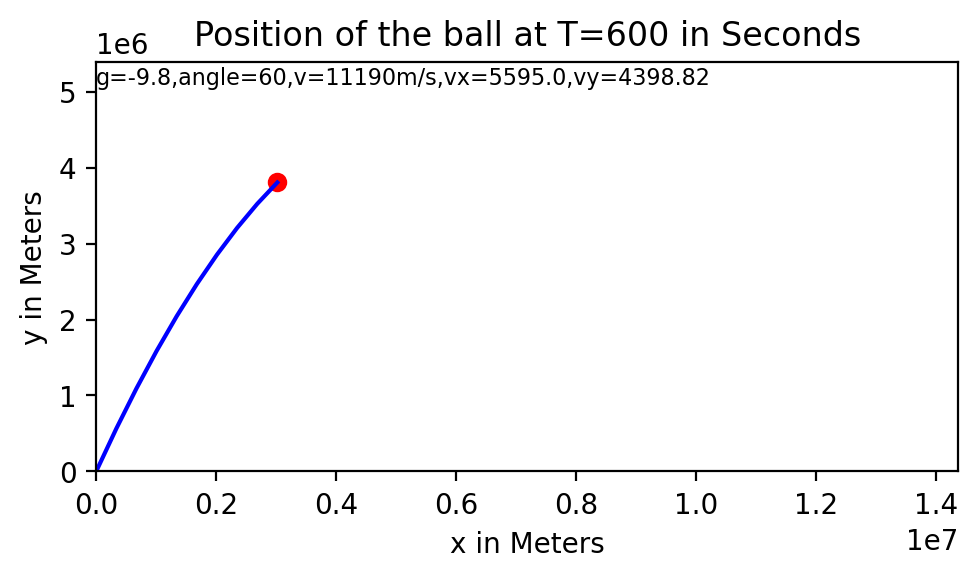 Position of the ball at T=600 in Seconds
1e6
g=-9.8,angle=60,v=11190m/s,vx=5595.0,vy=4398.82
5
4
3
2
1
0
y in Meters
0.0 0.2 0.4 0.6 0.8 1.0 1.2 1.4
1e7
x in Meters